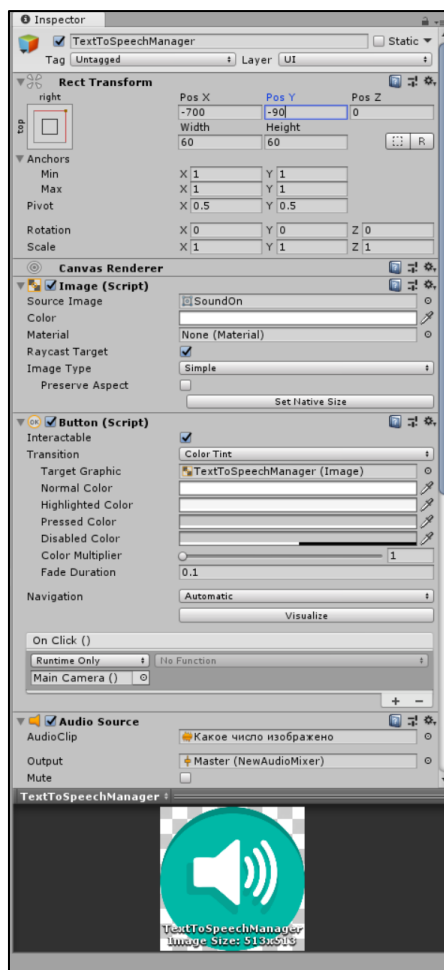 Inspector
TextToSpeechManager Static
Tag Untagged Layer UI
Rect Transform
right
top
Pos X Pos Y Pos Z
-700 -90 0
Width Height
60 60
R
Anchors
Min X 1 Y 1
Max X 1 Y 1
Pivot X 0.5 Y 0.5
Rotation X 0 Y 0 Z 0
Scale X 1 Y 1 Z 1
Canvas Renderer
Image (Script)
Source Image SoundOn
Color
Material None (Material)
Raycast Target
Image Type Simple
Preserve Aspect
Set Native Size
OK Button (Script)
Interactable
Transition Color Tint
Target Graphic TextToSpeechManager (Image)
Normal Color
Highlighted Color
Pressed Color
Disabled Color
Color Multiplier 1
Fade Duration 0.1
Navigation Automatic
Visualize
On Click ()
Runtime Only No Function
Main Camera ()
+ −
Audio Source
AudioClip Какое число изображено
Output Master (NewAudioMixer)
Mute
TextToSpeechManager
TextToSpeechManager
Image Size: 513x513